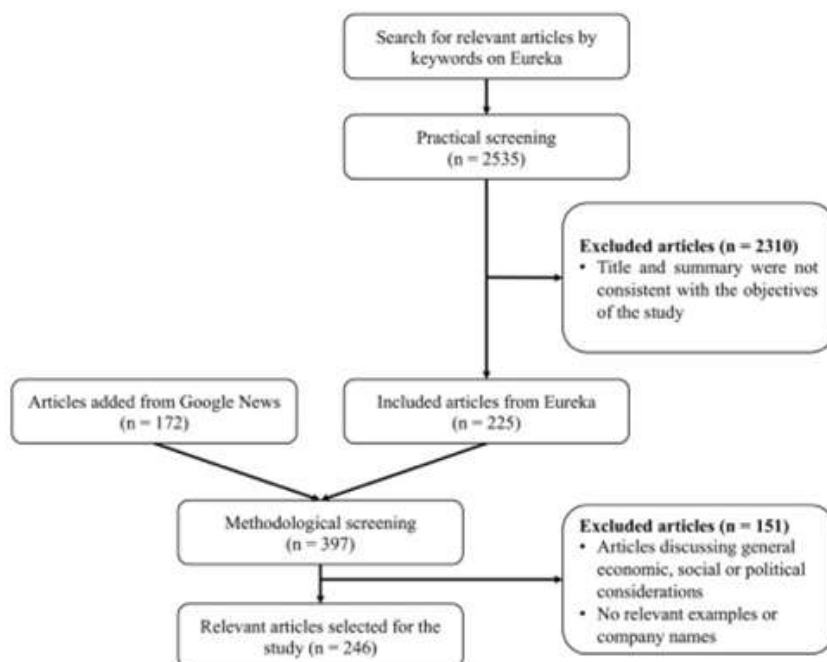 Search for relevant articles by
keywords on Eureka
Practical screening
(n = 2535)
Excluded articles (n = 2310)
• Title and summary were not
consistent with the objectives
of the study
Articles added from Google News
(n = 172)
Included articles from Eureka
(n = 225)
Methodological screening
(n = 397)
Excluded articles (n = 151)
• Articles discussing general
economic, social or political
considerations
• No relevant examples or
company names
Relevant articles selected for the
study (n = 246)